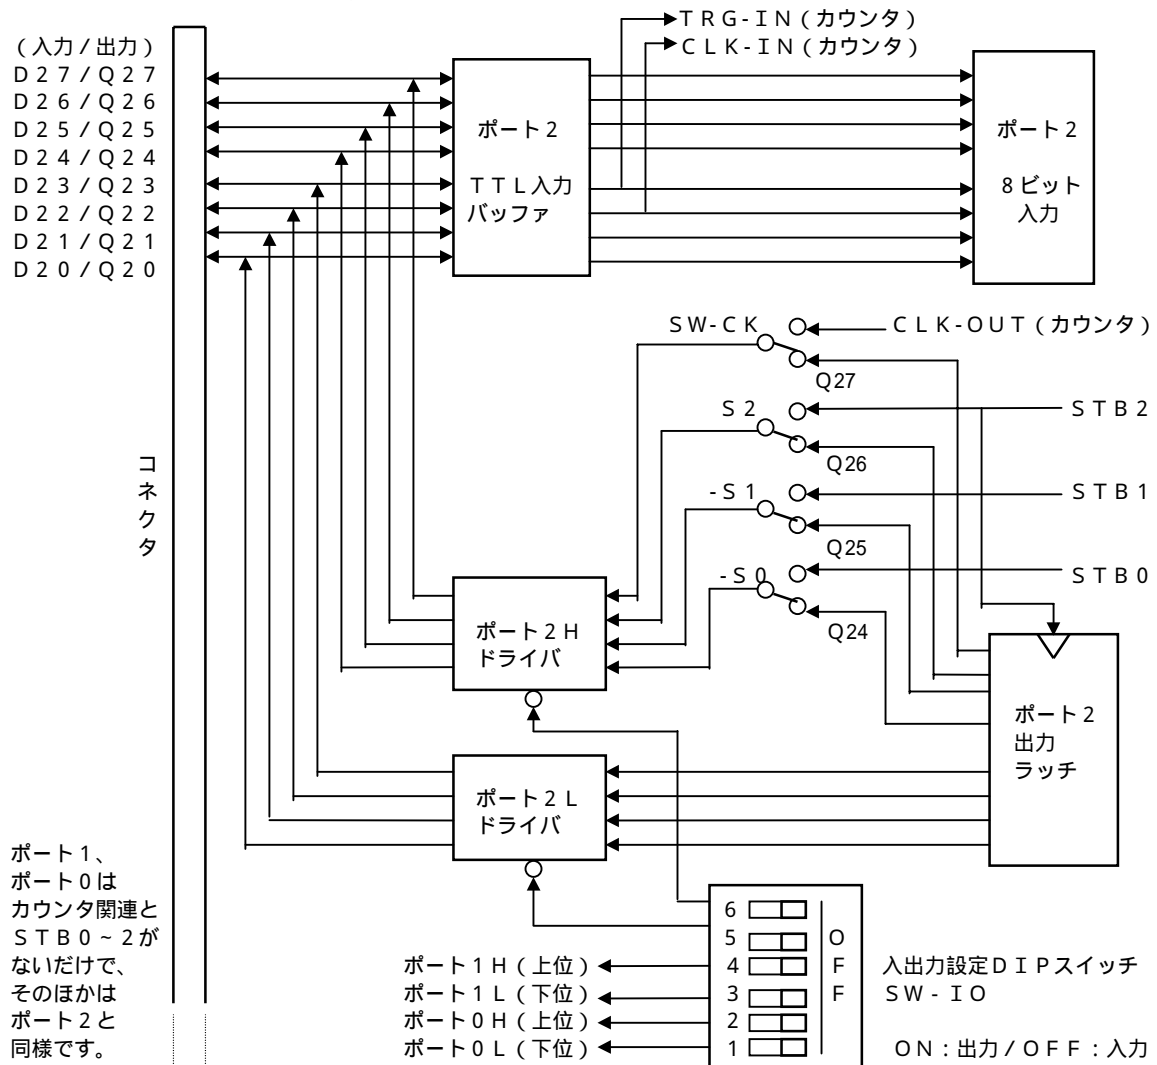 TRG-IN(カウンタ)
CLK-IN(カウンタ)
(入力/出力)
D27/Q27
D26/Q26
D25/Q25
D24/Q24
D23/Q23
D22/Q22
D21/Q21
D20/Q20
ポート2
TTL入力
バッファ
ポート2
8ビット
入力
SW-CK
CLK-OUT(カウンタ)
Q27
S2
STB2
Q26
-S1
STB1
Q25
-S0
STB0
Q24
コネクタ
ポート2H
ドライバ
ポート2
出力
ラッチ
ポート2L
ドライバ
ポート1、
ポート0は
カウンタ関連と
STB0~2が
ないだけで、
そのほかは
ポート2と
同様です。
6
5
4
3
2
1
OFF
ポート1H(上位)
ポート1L(下位)
ポート0H(上位)
ポート0L(下位)
入出力設定DIPスイッチ
SW-IO
ON:出力/OFF:入力